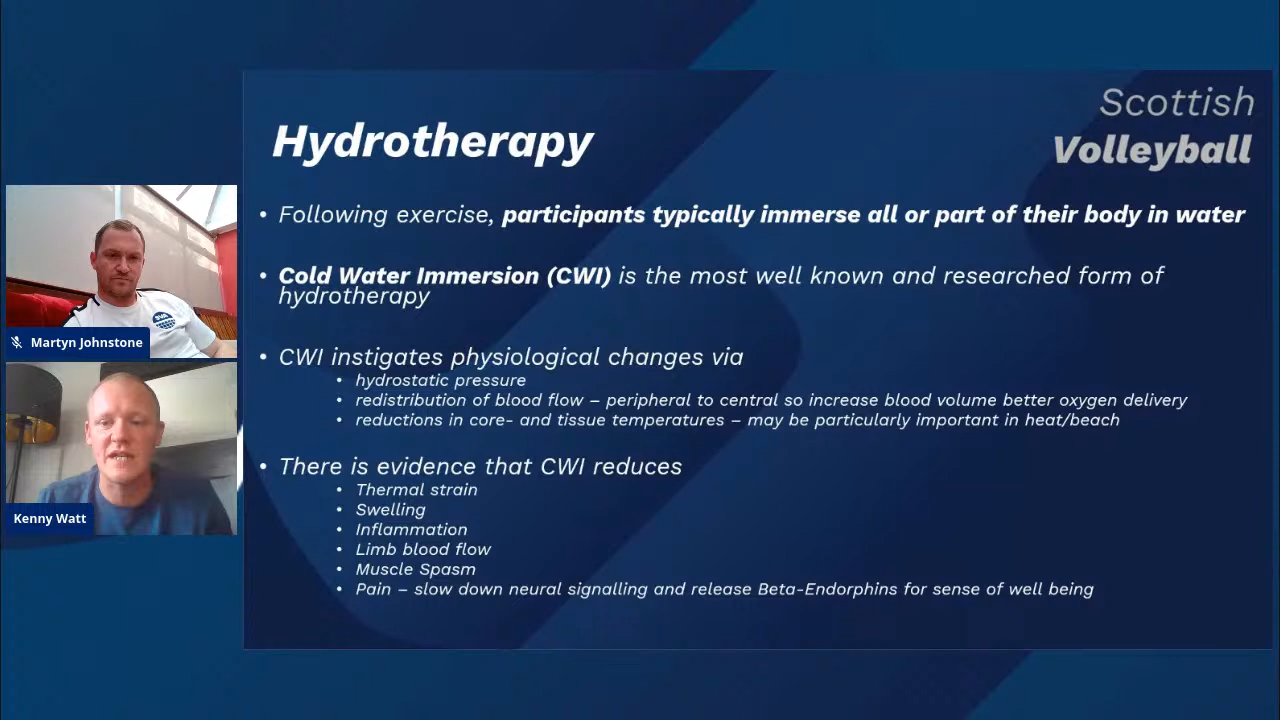 Scottish
Volleyball
Hydrotherapy
• Following exercise, participants typically immerse all or part of their body in water
• Cold Water Immersion (CWI) is the most well known and researched form of
hydrotherapy
• CWI instigates physiological changes via
• hydrostatic pressure
• redistribution of blood flow – peripheral to central so increase blood volume better oxygen delivery
• reductions in core- and tissue temperatures – may be particularly important in heat/beach
• There is evidence that CWI reduces
• Thermal strain
• Swelling
• Inflammation
• Limb blood flow
• Muscle Spasm
• Pain – slow down neural signalling and release Beta-Endorphins for sense of well being
SVA
Martyn Johnstone
Kenny Watt